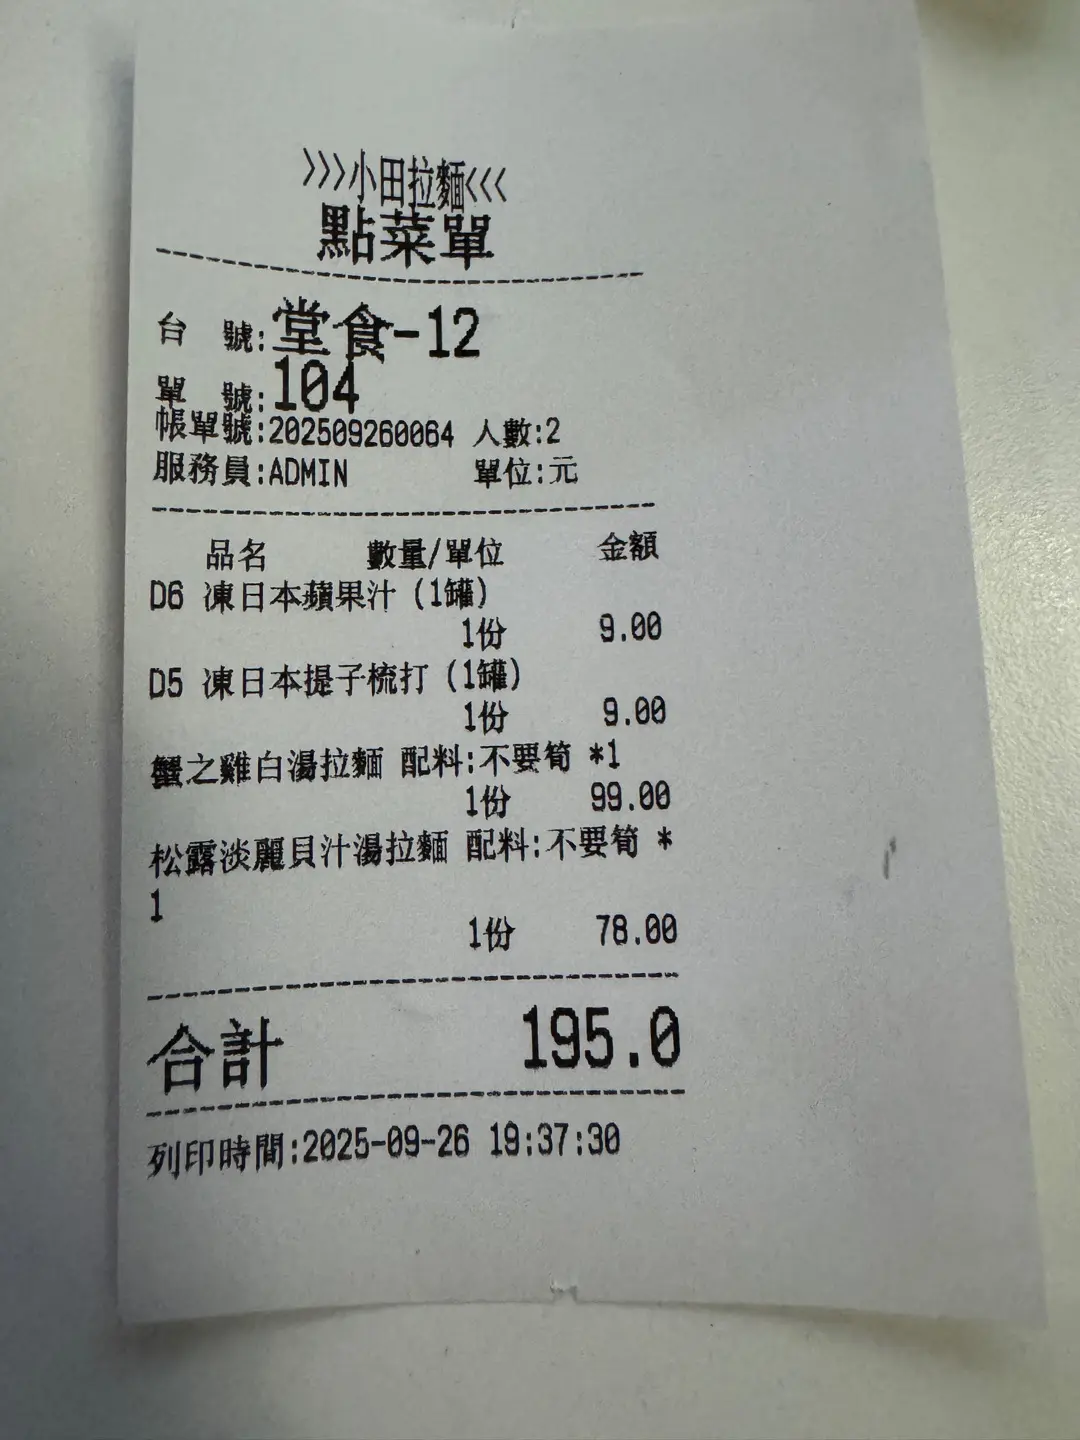 >>>小田拉麵<<<
點菜單
台 號:堂食-12
單 號:104
帳單號:202509260064 人數:2
服務員:ADMIN 單位:元
品名 數量/單位 金額
D6 凍日本蘋果汁(1罐)
1份 9.00
D5 凍日本提子梳打(1罐)
1份 9.00
蟹之雞白湯拉麵 配料:不要筍 *1
1份 99.00
松露淡麗貝汁湯拉麵 配料:不要筍 *
1
1份 78.00
合計 195.0
列印時間:2025-09-26 19:37:30